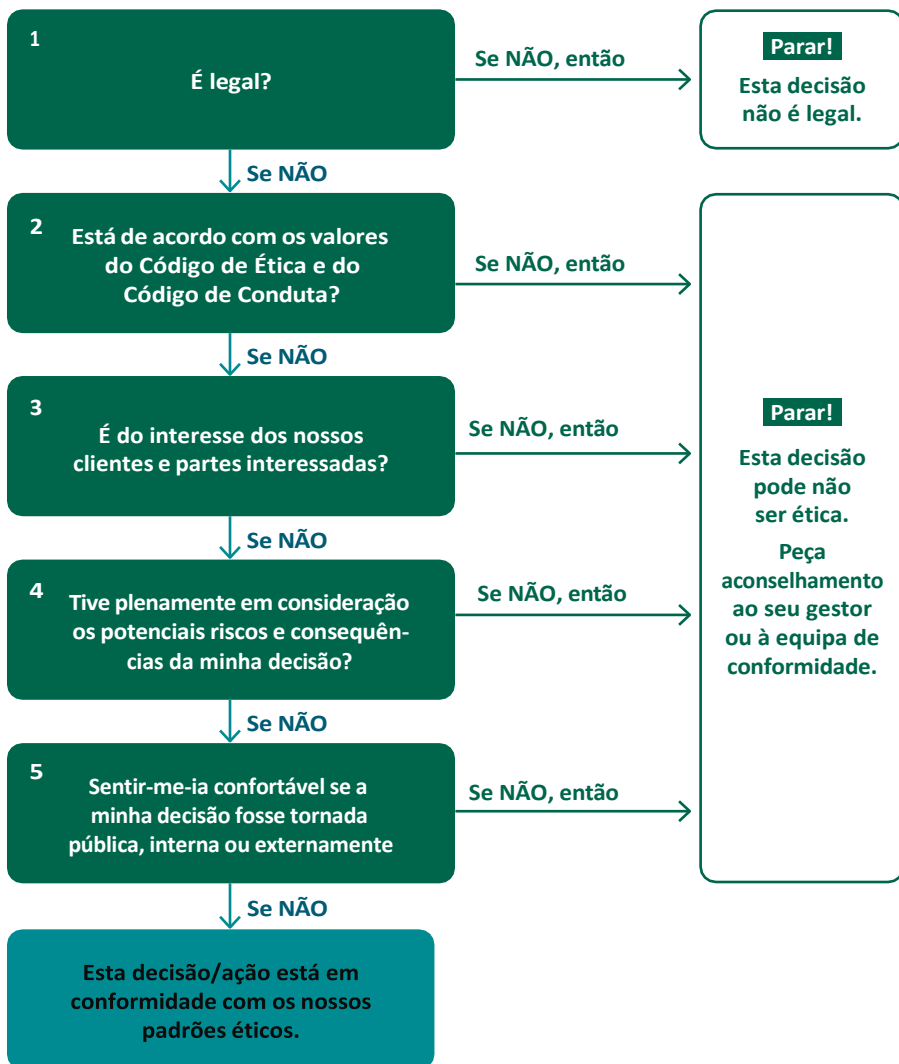 1
É legal?
Se NÃO, então
Parar!
Esta decisão
não é legal.
Se NÃO
2
Está de acordo com os valores
do Código de Ética e do
Código de Conduta?
Se NÃO, então
Se NÃO
3
É do interesse dos nossos
clientes e partes interessadas?
Se NÃO, então
Parar!
Esta decisão
pode não
ser ética.
Peça
aconselhamento
ao seu gestor
ou à equipa de
conformidade.
Se NÃO
4
Tive plenamente em consideração
os potenciais riscos e consequên-
cias da minha decisão?
Se NÃO, então
Se NÃO
5
Sentir-me-ia confortável se a
minha decisão fosse tornada
pública, interna ou externamente
Se NÃO, então
Se NÃO
Esta decisão/ação está em
conformidade com os nossos
padrões éticos.